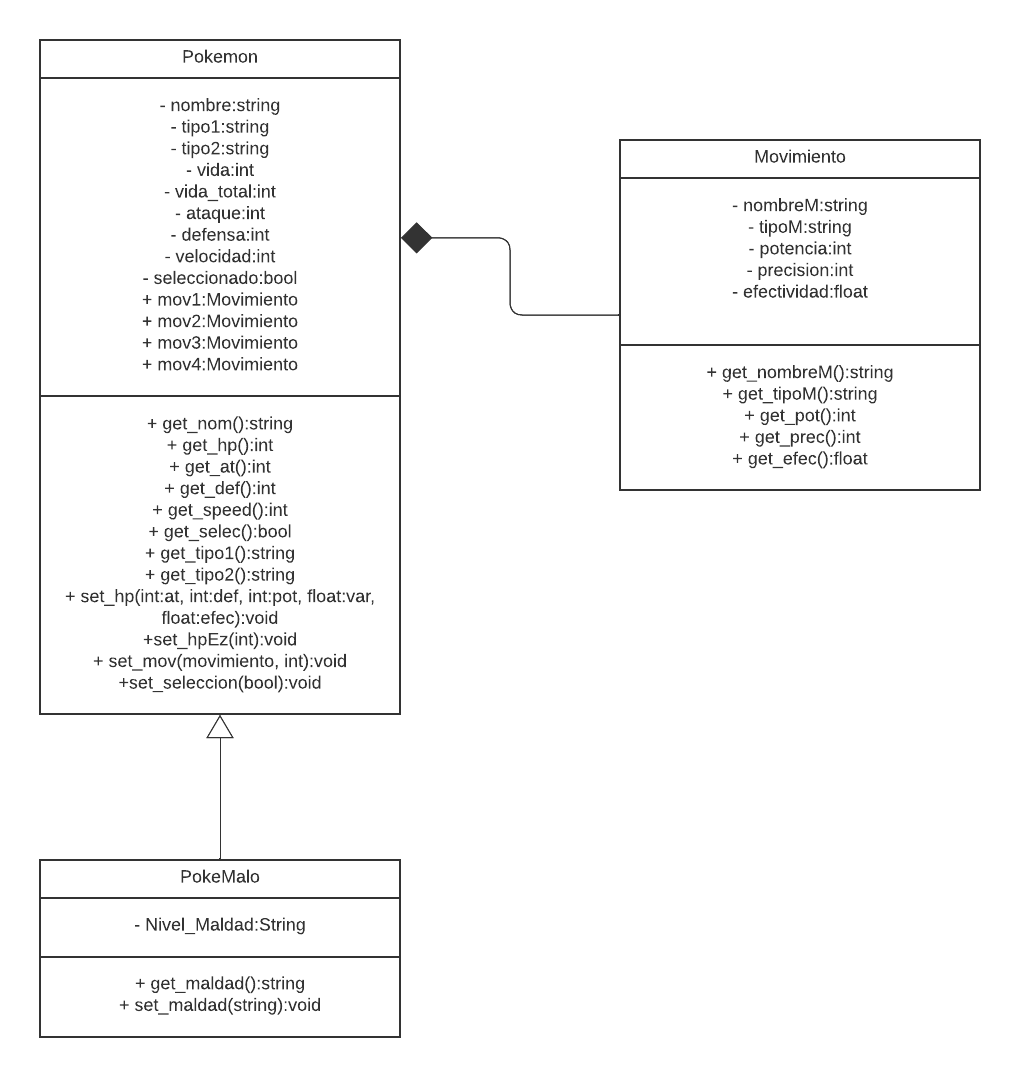 Pokemon
- nombre:string
- tipo1:string
- tipo2:string
- vida:int
- vida_total:int
- ataque:int
- defensa:int
- velocidad:int
- seleccionado:bool
+ mov1:Movimiento
+ mov2:Movimiento
+ mov3:Movimiento
+ mov4:Movimiento
+ get_nom():string
+ get_hp():int
+ get_at():int
+ get_def():int
+ get_speed():int
+ get_selec():bool
+ get_tipo1():string
+ get_tipo2():string
+ set_hp(int:at, int:def, int:pot, float:var,
float:efec):void
+set_hpEz(int):void
+ set_mov(movimiento, int):void
+set_seleccion(bool):void
Movimiento
- nombreM:string
- tipoM:string
- potencia:int
- precision:int
- efectividad:float
+ get_nombreM():string
+ get_tipoM():string
+ get_pot():int
+ get_prec():int
+ get_efec():float
PokeMalo
- Nivel_Maldad:String
+ get_maldad():string
+ set_maldad(string):void